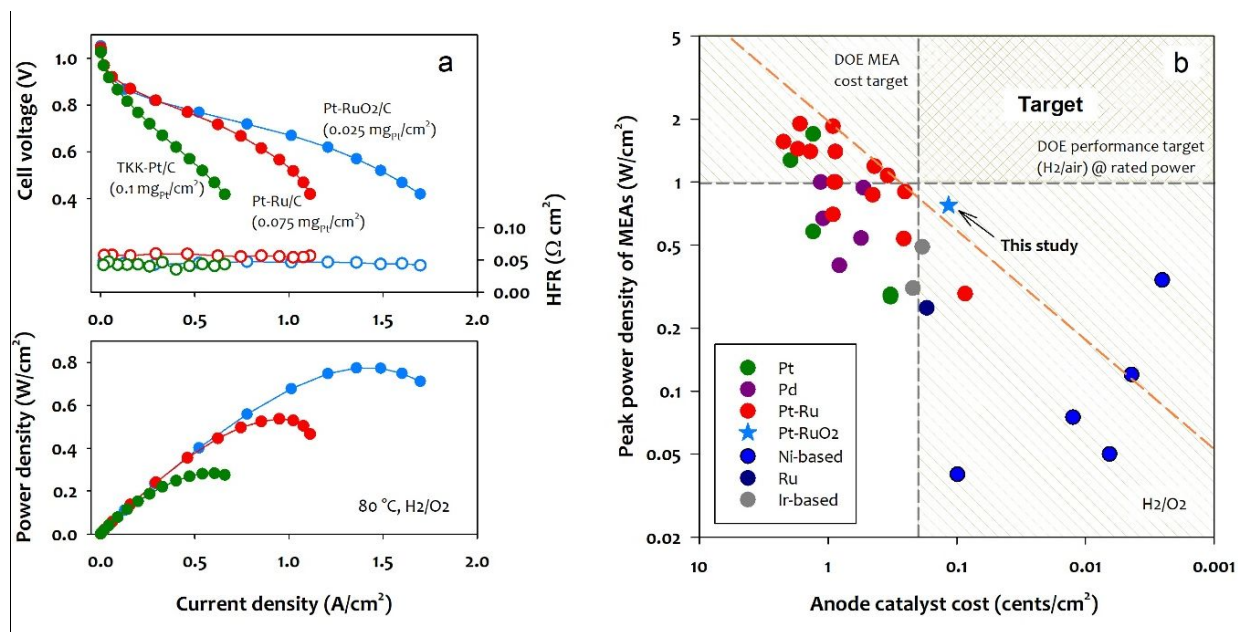 a
Cell voltage (V)
1.0
0.8
0.6
0.4
Pt-RuO2/C
(0.025 mgPt/cm²)
TKK-Pt/C
(0.1 mgPt/cm²)
Pt-Ru/C
(0.075 mgPt/cm²)
0.10
0.05
0.00
HFR (Ω cm²)
0.0 0.5 1.0 1.5 2.0
Power density (W/cm²)
0.8
0.6
0.4
0.2
0.0
80 °C, H2/O2
0.0 0.5 1.0 1.5 2.0
Current density (A/cm²)
b
Peak power density of MEAs (W/cm²)
5
2
1
0.5
0.2
0.1
0.05
0.02
DOE MEA
cost target
Target
DOE performance target
(H2/air) @ rated power
This study
Pt
Pd
Pt-Ru
Pt-RuO2
Ni-based
Ru
Ir-based
H2/O2
10 1 0.1 0.01 0.001
Anode catalyst cost (cents/cm²)